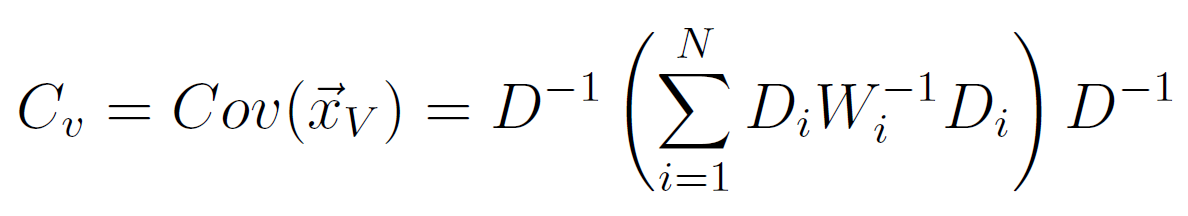 $C_v = Cov(\vec{x}_V) = D^{-1} \left( \sum_{i=1}^{N} D_i W_i^{-1} D_i \right) D^{-1}$